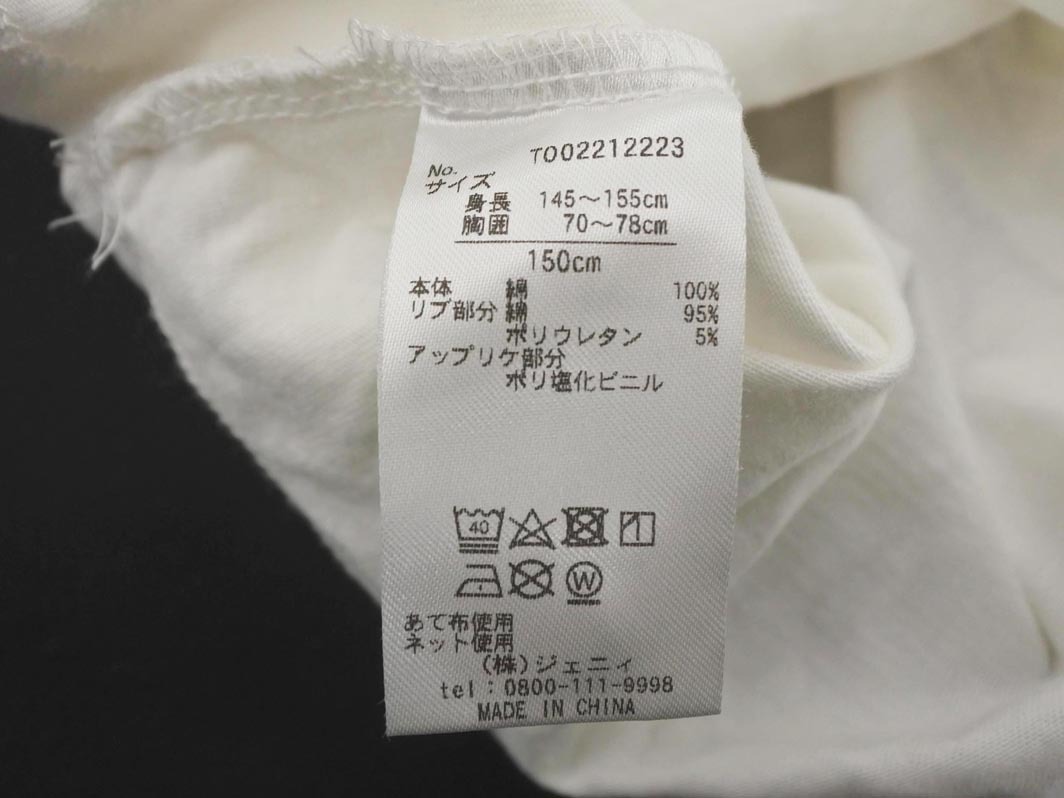 No. T002212223
サイズ
身長 145〜155cm
胸囲 70〜78cm
150cm
本体 綿 100%
リブ部分 綿 95%
ポリウレタン 5%
アップリケ部分
ポリ塩化ビニル
40
W
あて布使用
ネット使用
(株)ジェニィ
tel:0800-111-9998
MADE IN CHINA